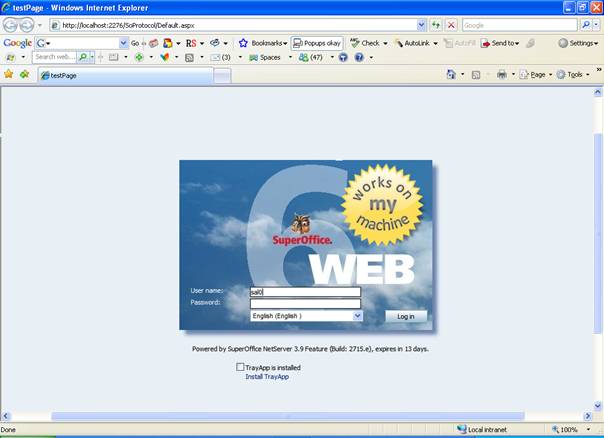 testPage - Windows Internet Explorer
http://localhost:2276/SoProtocol/Default.aspx
Google
Google
G
Go
RS
Bookmarks
Popups okay
Check
AutoLink
AutoFill
Send to
Settings
Search web...
(3)
Spaces
(47)
testPage
Page
Tools
works on
my
machine
6
SuperOffice.
WEB
User name:
sal0
Password:
English (English )
Log in
Powered by SuperOffice NetServer 3.9 Feature (Build: 2715.e), expires in 13 days.
TrayApp is installed
Install TrayApp
Done
Local intranet
100%